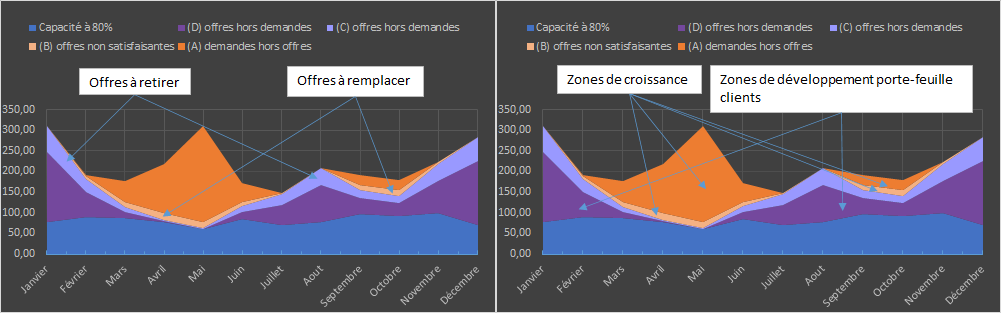 Capacité à 80% (D) offres hors demandes (C) offres hors demandes
(B) offres non satisfaisantes (A) demandes hors offres
Offres à retirer
Offres à remplacer
350,00
300,00
250,00
200,00
150,00
100,00
50,00
0,00
Janvier Février Mars Avril Mai Juin Juillet Aout Septembre Octobre Novembre Décembre
Capacité à 80% (D) offres hors demandes (C) offres hors demandes
(B) offres non satisfaisantes (A) demandes hors offres
Zones de croissance
Zones de développement porte-feuille
clients
350,00
300,00
250,00
200,00
150,00
100,00
50,00
0,00
Janvier Février Mars Avril Mai Juin Juillet Aout Septembre Octobre Novembre Décembre